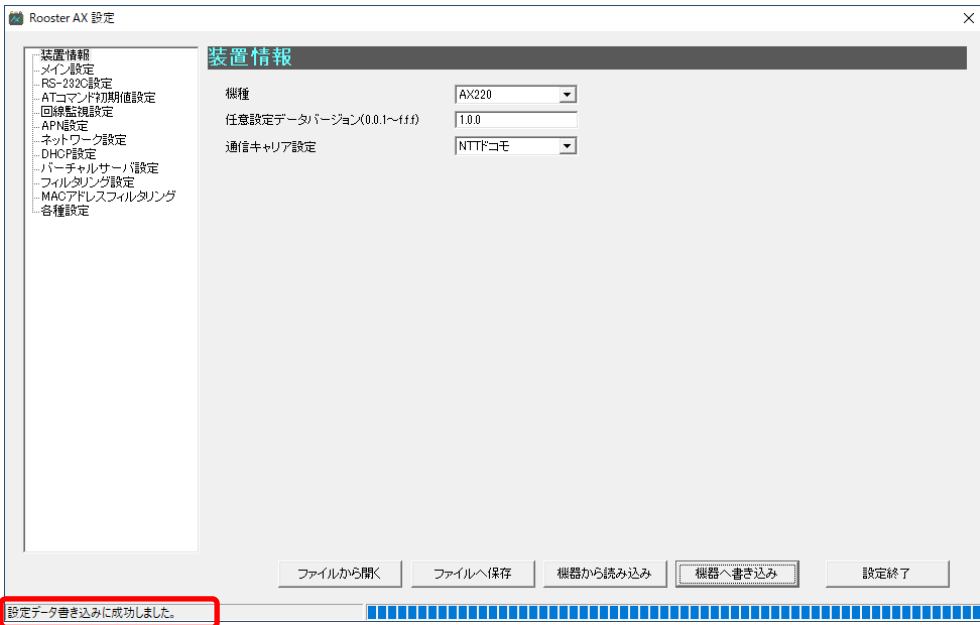 Rooster AX 設定
装置情報
メイン設定
RS-232C設定
ATコマンド初期値設定
回線監視設定
APN設定
ネットワーク設定
DHCP設定
バーチャルサーバ設定
フィルタリング設定
MACアドレスフィルタリング
各種設定
装置情報
機種 AX220
任意設定データバージョン(0.0.1～f.f.f) 1.0.0
通信キャリア設定 NTTドコモ
ファイルから開く ファイルへ保存 機器から読み込み 機器へ書き込み 設定終了
設定データ書き込みに成功しました。